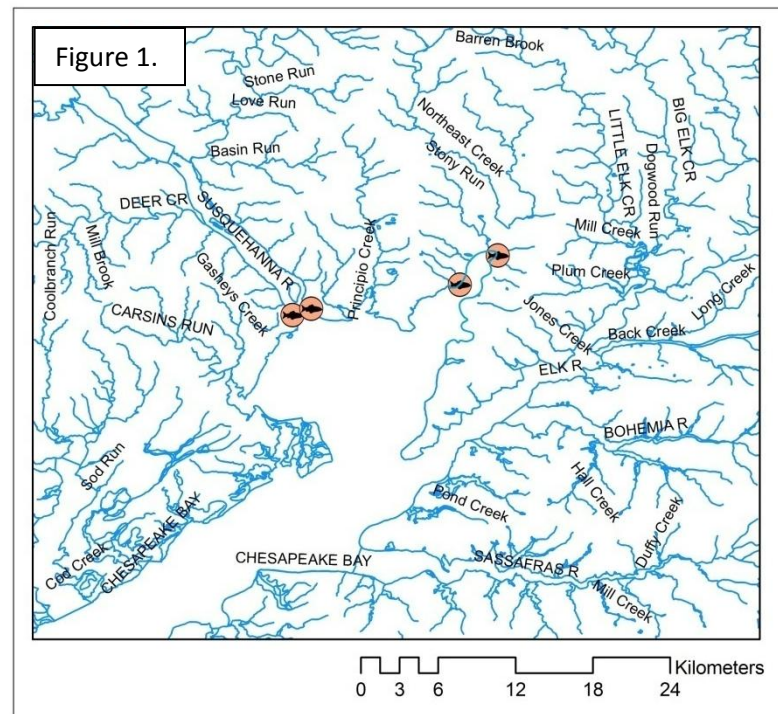 Figure 1.
Barren Brook
Stone Run
Love Run
Northeast Creek
Stony Run
LITTLE ELK CR
Dogwood Run
BIG ELK CR
Basin Run
DEER CR
SUSQUEHANNA R
Coolbranch Run
Mill Brook
Gasheys Creek
Principio Creek
Mill Creek
Plum Creek
Long Creek
CARSINS RUN
Jones Creek
Back Creek
ELK R
BOHEMIA R
Sod Run
Hall Creek
Pond Creek
Duffy Creek
Cod Creek
CHESAPEAKE BAY
CHESAPEAKE BAY
SASSAFRAS R
Mill Creek
Kilometers
0 3 6 12 18 24